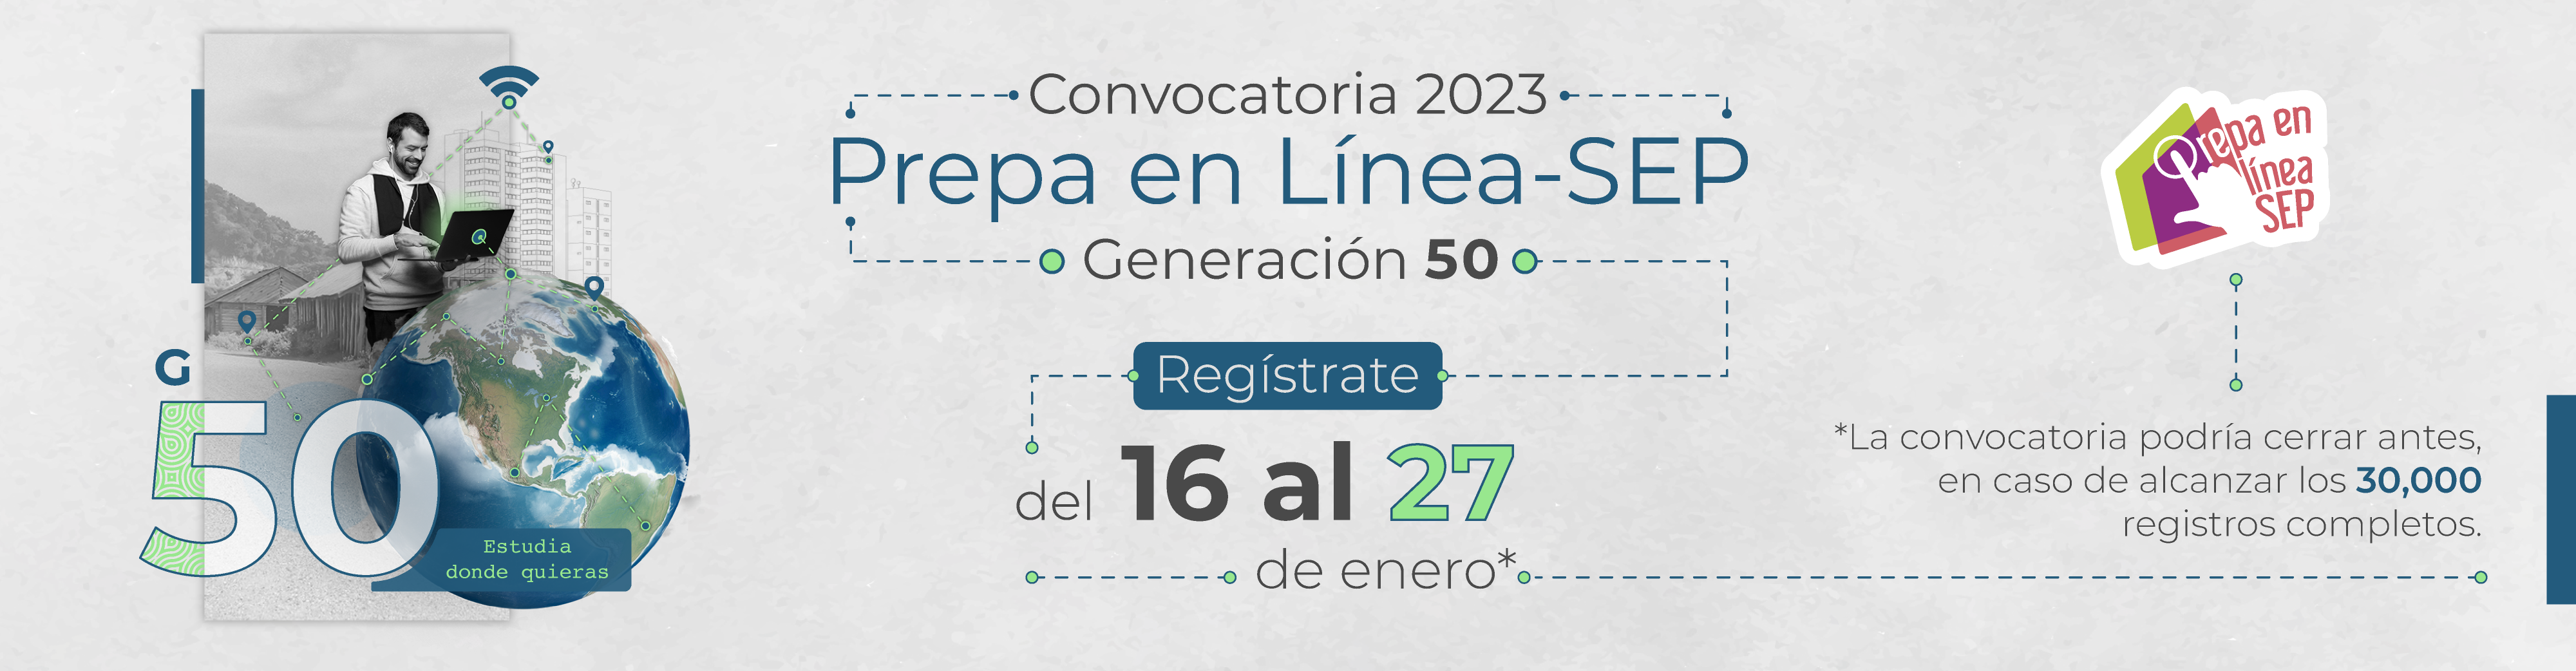 Convocatoria 2023
Prepa en Línea-SEP
Generación 50
Regístrate
del 16 al 27
de enero*
G
50
Estudia
donde quieras
Prepa en
línea
SEP
*La convocatoria podría cerrar antes,
en caso de alcanzar los 30,000
registros completos.